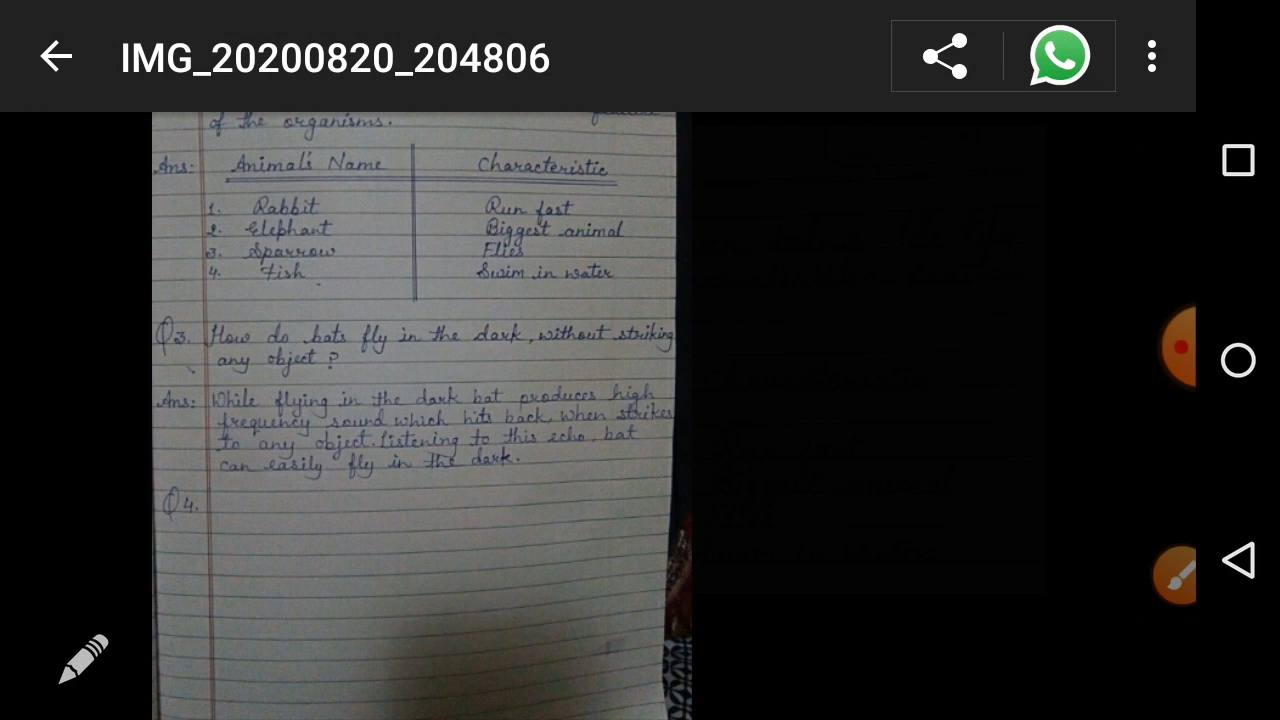 IMG_20200820_204806
of the organisms.
Ans: Animal's Name Characteristic
1. Rabbit Run fast
2. Elephant Biggest animal
3. Sparrow Flies
4. Fish Swim in water
Q3. How do bats fly in the dark, without striking
any object ?
Ans: While flying in the dark bat produces high
frequency sound which hits back, when strikes
to any object. Listening to this echo, bat
can easily fly in the dark.
Q4.